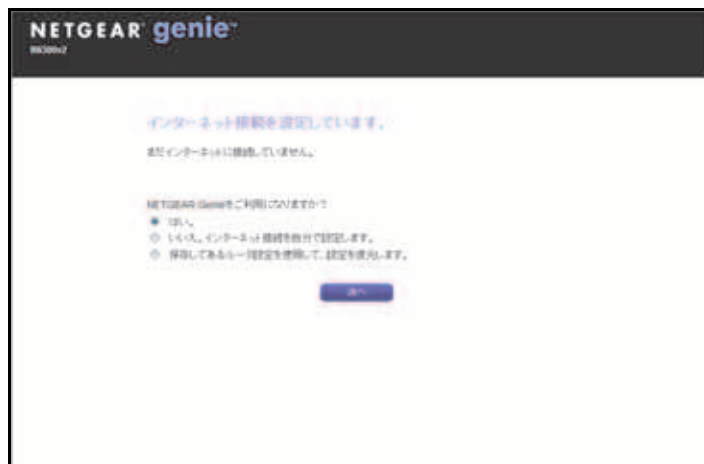 NETGEAR genie™
R6300v2
インターネット接続を設定しています。
まだインターネットに接続していません。
NETGEAR Genieをご利用になりますか？
はい。
いいえ。インターネット接続を自分で設定します。
保存してあるルータ設定を使用して、設定を復元します。
次へ